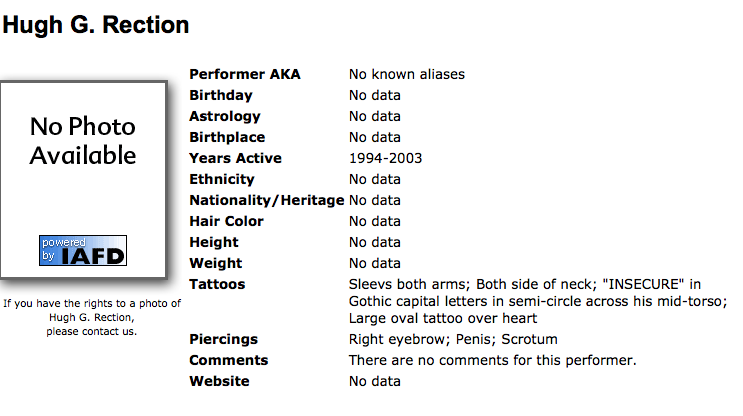 Hugh G. Rection
No Photo
Available
powered
by IAFD
If you have the rights to a photo of
Hugh G. Rection,
please contact us.
Performer AKA No known aliases
Birthday No data
Astrology No data
Birthplace No data
Years Active 1994-2003
Ethnicity No data
Nationality/Heritage No data
Hair Color No data
Height No data
Weight No data
Tattoos Sleevs both arms; Both side of neck; "INSECURE" in
Gothic capital letters in semi-circle across his mid-torso;
Large oval tattoo over heart
Piercings Right eyebrow; Penis; Scrotum
Comments There are no comments for this performer.
Website No data